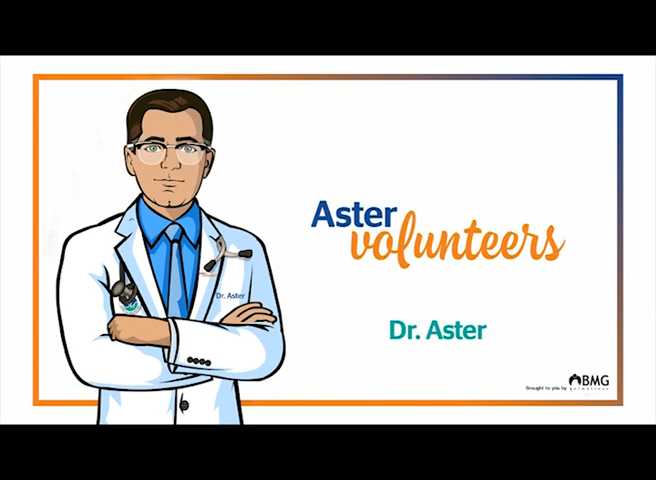 Aster
volunteers
Dr. Aster
Dr. Aster
Brought to you by
BMG